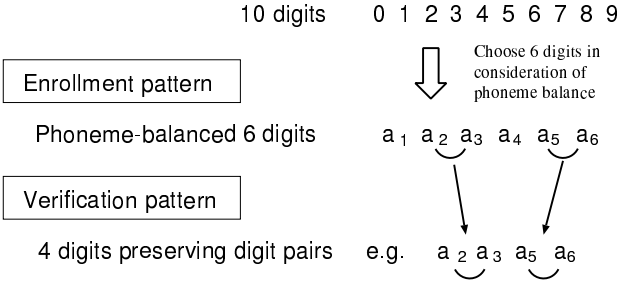 10 digits 0 1 2 3 4 5 6 7 8 9
Choose 6 digits in
consideration of
phoneme balance
Enrollment pattern
Phoneme-balanced 6 digits a1 a2 a3 a4 a5 a6
Verification pattern
4 digits preserving digit pairs e.g. a2 a3 a5 a6